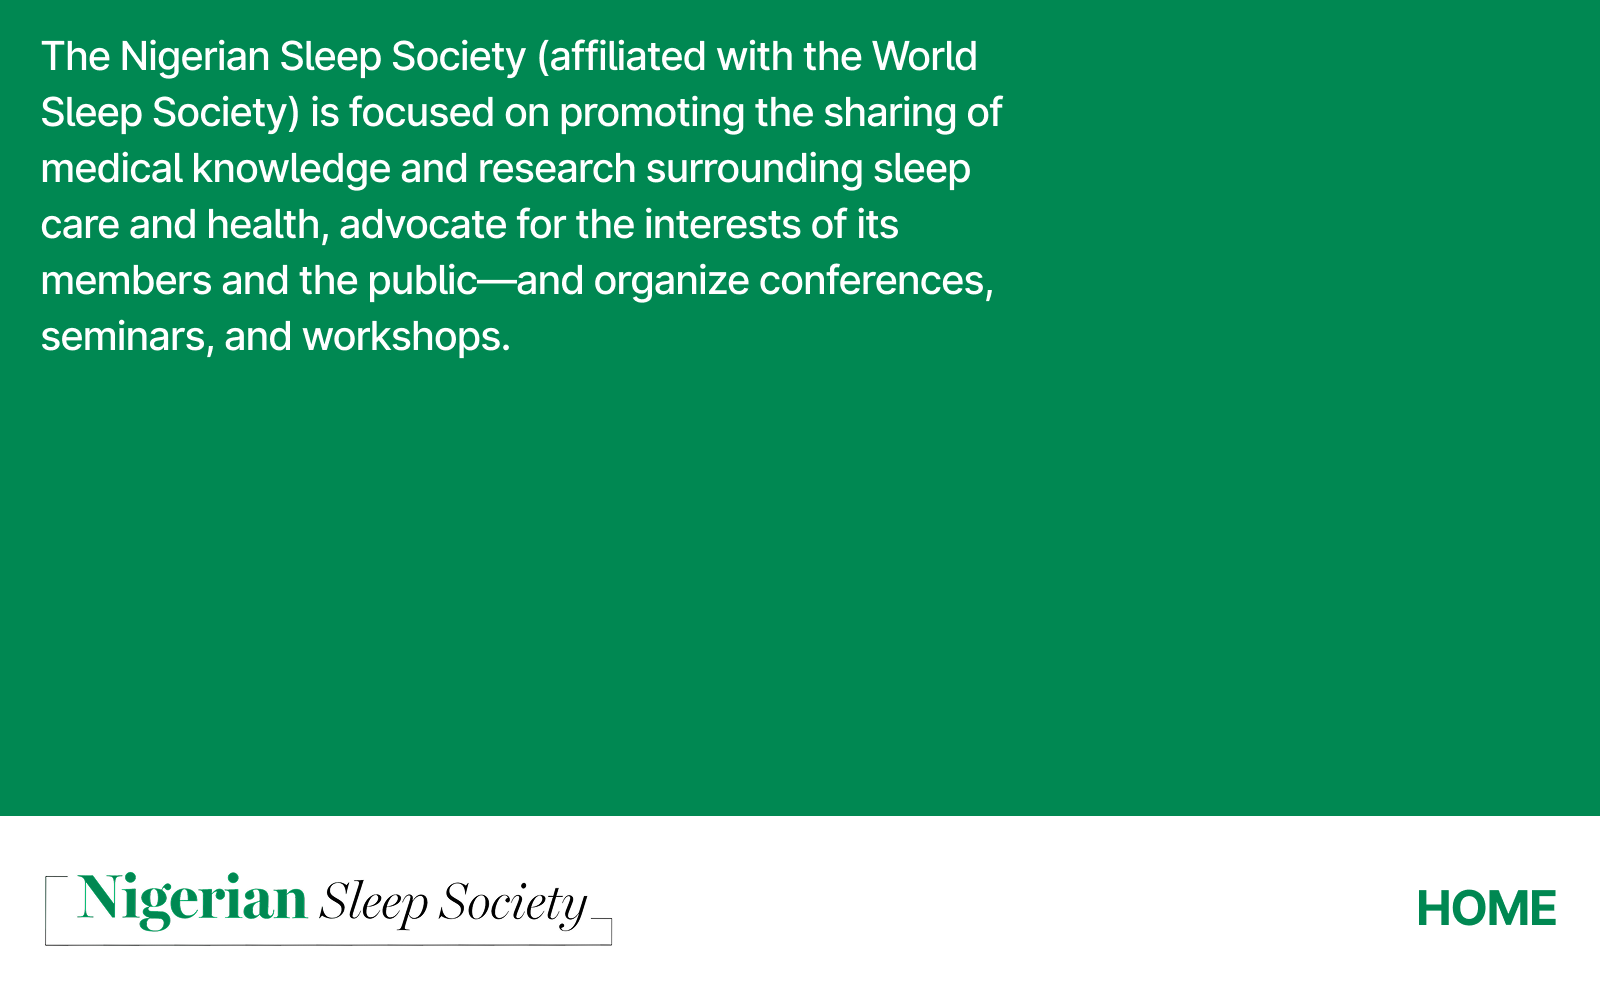 The Nigerian Sleep Society (affiliated with the World
Sleep Society) is focused on promoting the sharing of
medical knowledge and research surrounding sleep
care and health, advocate for the interests of its
members and the public—and organize conferences,
seminars, and workshops.
Nigerian Sleep Society
HOME